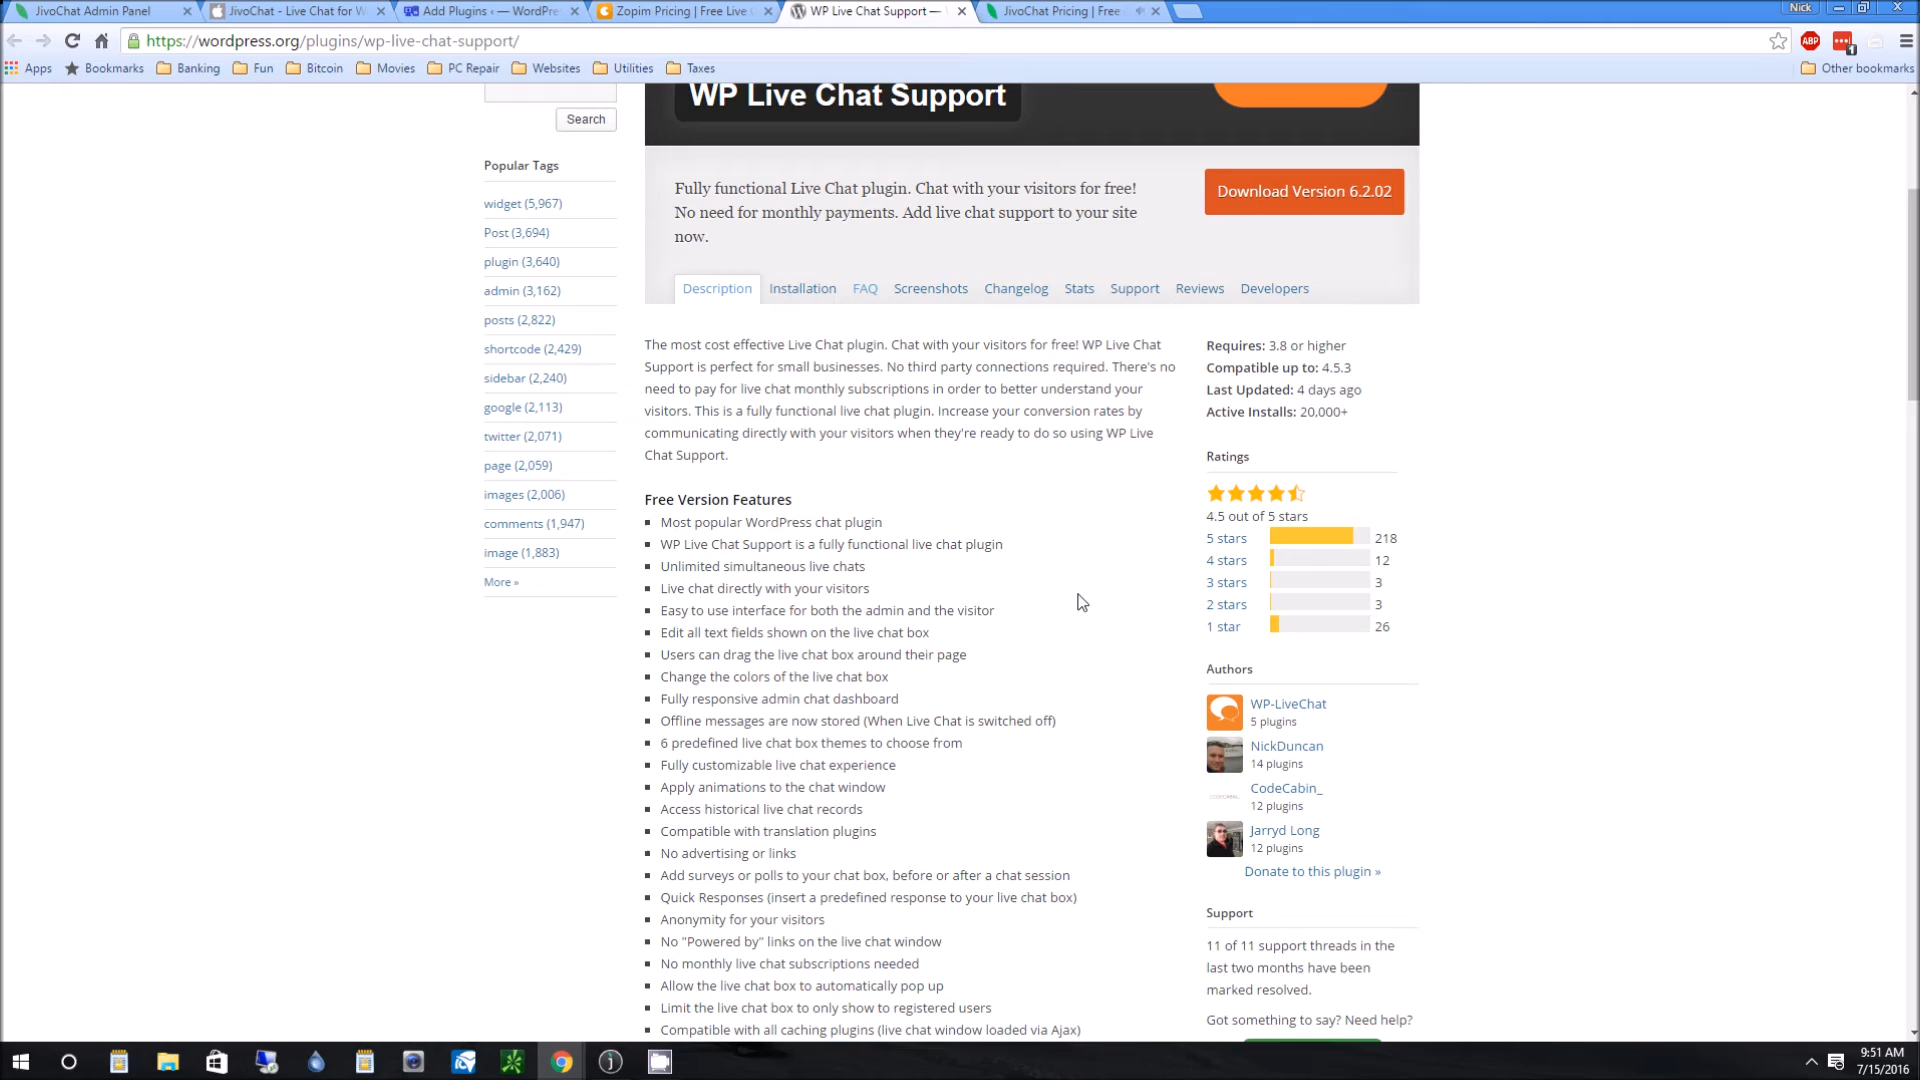 JivoChat Admin Panel
JivoChat - Live Chat for W
Add Plugins ‹ — WordPre
Zopim Pricing | Free Live
WP Live Chat Support —
JivoChat Pricing | Free
Nick
https://wordpress.org/plugins/wp-live-chat-support/
ABP
1
Apps
Bookmarks
Banking
Fun
Bitcoin
Movies
PC Repair
Websites
Utilities
Taxes
Other bookmarks
WP Live Chat Support
Search
Popular Tags
widget (5,967)
Post (3,694)
plugin (3,640)
admin (3,162)
posts (2,822)
shortcode (2,429)
sidebar (2,240)
google (2,113)
twitter (2,071)
page (2,059)
images (2,006)
comments (1,947)
image (1,883)
More »
Fully functional Live Chat plugin. Chat with your visitors for free!
No need for monthly payments. Add live chat support to your site
now.
Download Version 6.2.02
Description
Installation
FAQ
Screenshots
Changelog
Stats
Support
Reviews
Developers
The most cost effective Live Chat plugin. Chat with your visitors for free! WP Live Chat
Support is perfect for small businesses. No third party connections required. There's no
need to pay for live chat monthly subscriptions in order to better understand your
visitors. This is a fully functional live chat plugin. Increase your conversion rates by
communicating directly with your visitors when they're ready to do so using WP Live
Chat Support.
Free Version Features
Most popular WordPress chat plugin
WP Live Chat Support is a fully functional live chat plugin
Unlimited simultaneous live chats
Live chat directly with your visitors
Easy to use interface for both the admin and the visitor
Edit all text fields shown on the live chat box
Users can drag the live chat box around their page
Change the colors of the live chat box
Fully responsive admin chat dashboard
Offline messages are now stored (When Live Chat is switched off)
6 predefined live chat box themes to choose from
Fully customizable live chat experience
Apply animations to the chat window
Access historical live chat records
Compatible with translation plugins
No advertising or links
Add surveys or polls to your chat box, before or after a chat session
Quick Responses (insert a predefined response to your live chat box)
Anonymity for your visitors
No "Powered by" links on the live chat window
No monthly live chat subscriptions needed
Allow the live chat box to automatically pop up
Limit the live chat box to only show to registered users
Compatible with all caching plugins (live chat window loaded via Ajax)
Requires: 3.8 or higher
Compatible up to: 4.5.3
Last Updated: 4 days ago
Active Installs: 20,000+
Ratings
4.5 out of 5 stars
5 stars 218
4 stars 12
3 stars 3
2 stars 3
1 star 26
Authors
WP-LiveChat
5 plugins
NickDuncan
14 plugins
CodeCabin_
12 plugins
Jarryd Long
12 plugins
Donate to this plugin »
Support
11 of 11 support threads in the
last two months have been
marked resolved.
Got something to say? Need help?
9:51 AM
7/15/2016